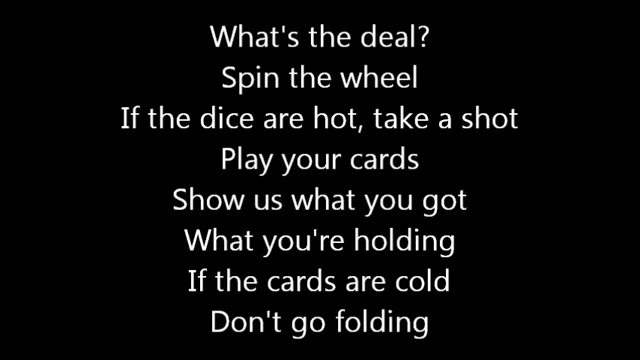 What's the deal?
Spin the wheel
If the dice are hot, take a shot
Play your cards
Show us what you got
What you're holding
If the cards are cold
Don't go folding